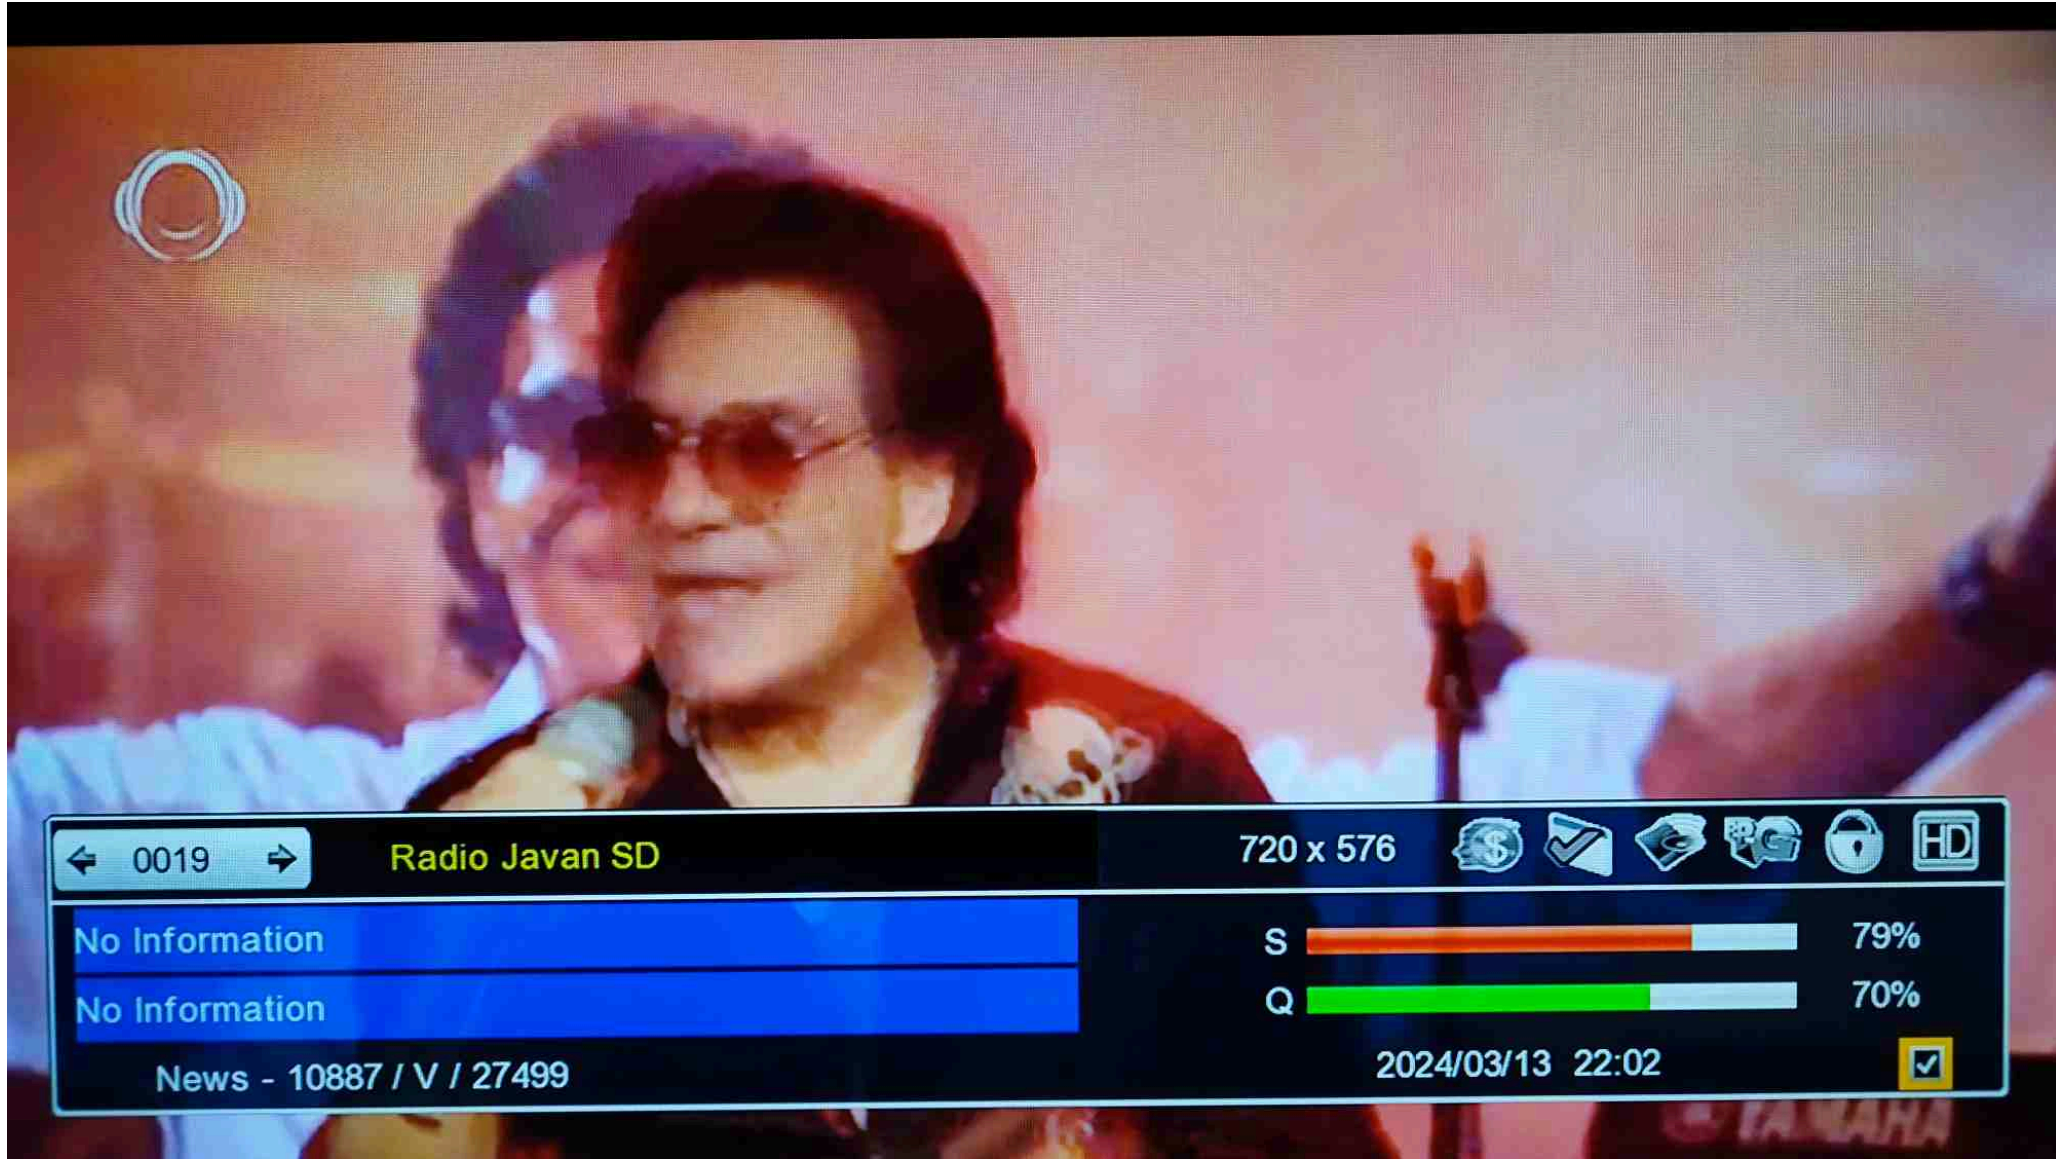 0019
Radio Javan SD
720 x 576
$
HD
No Information
S 79%
No Information
Q 70%
News - 10887 / V / 27499
2024/03/13 22:02
YAMAHA